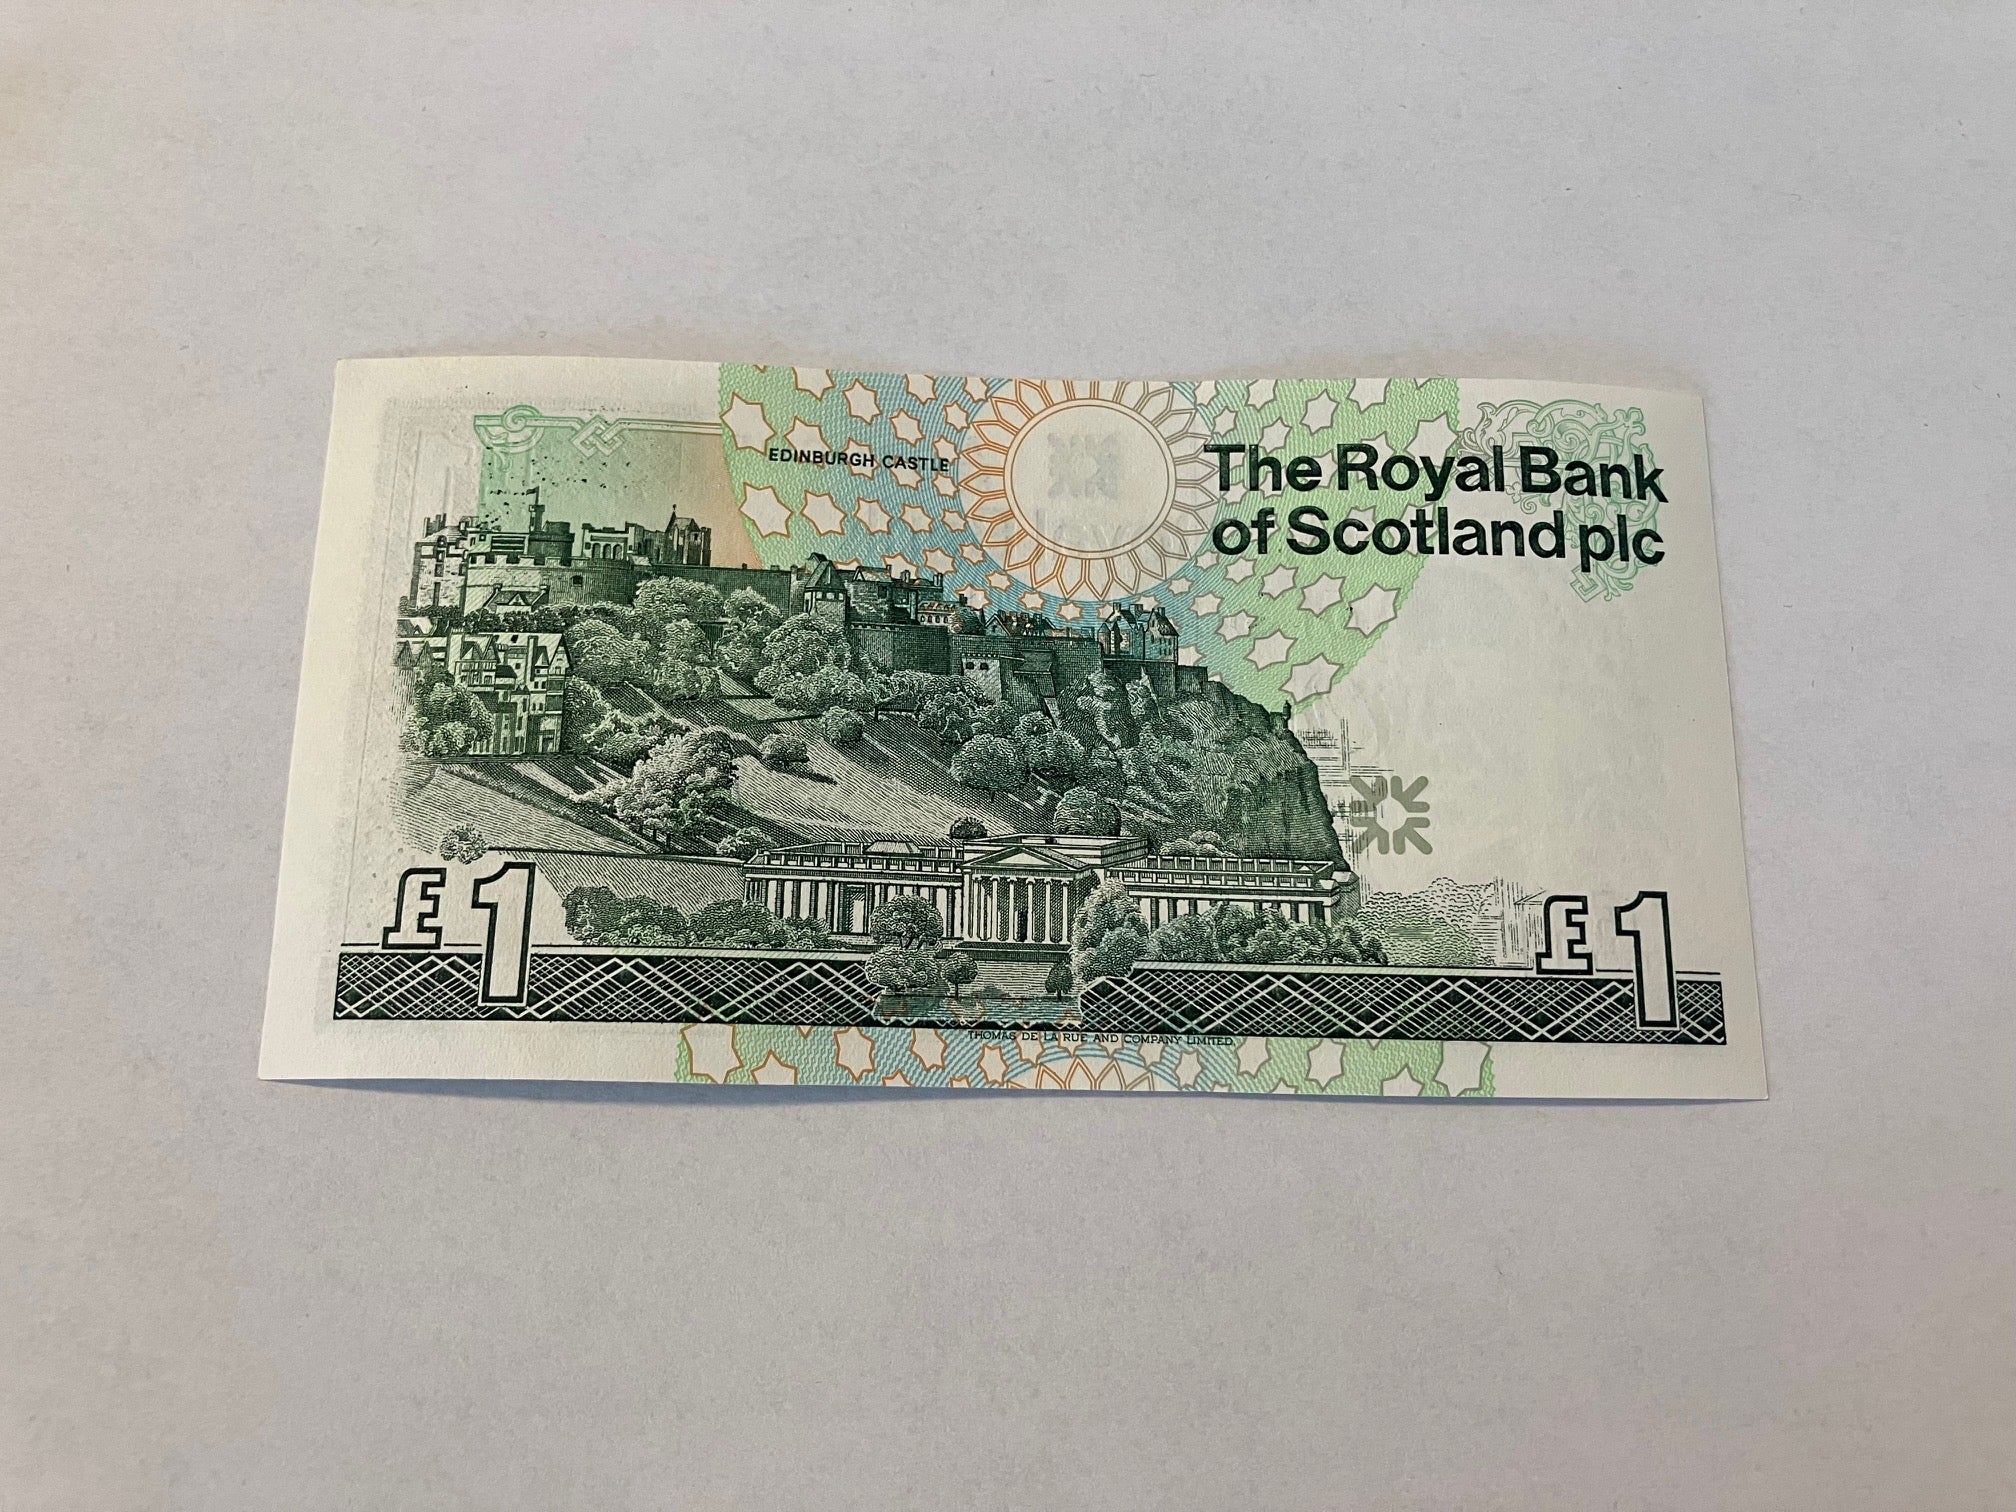 EDINBURGH CASTLE
The Royal Bank
of Scotland plc
£1
£1
THOMAS DE LA RUE AND COMPANY LIMITED.